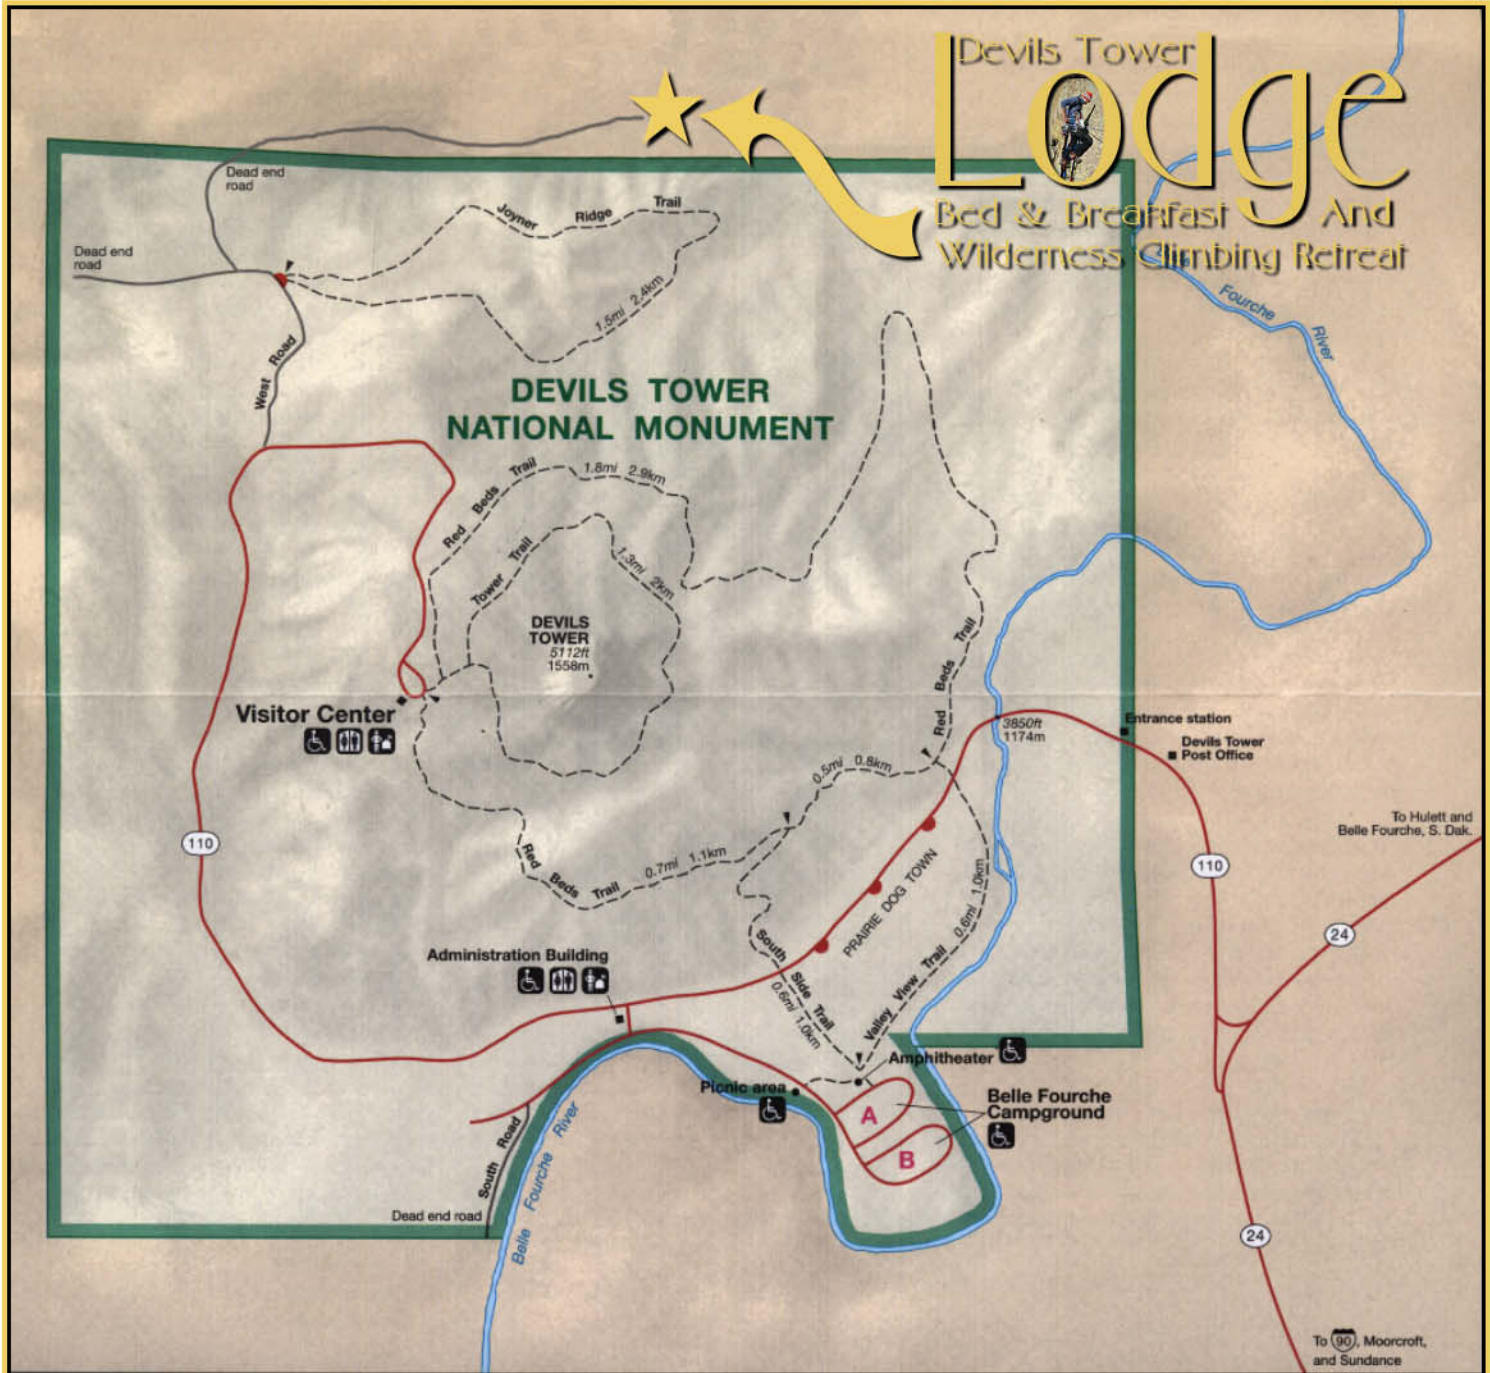 Devils Tower
Lodge
Bed & Breakfast And
Wilderness Climbing Retreat
Dead end
road
Dead end
road
Joyner Ridge Trail
1.5mi 2.4km
Fourche River
West Road
DEVILS TOWER
NATIONAL MONUMENT
Red Beds Trail
1.8mi 2.9km
Tower Trail
1.3mi 2km
DEVILS
TOWER
5112ft
1558m
Red Beds Trail
Visitor Center
3850ft
1174m
Entrance station
Devils Tower
Post Office
0.5mi 0.8km
110
To Hulett and
Belle Fourche, S. Dak.
110
Red Beds Trail
0.7mi 1.1km
PRAIRIE DOG TOWN
0.6mi 1.0km
24
South Side Trail
0.6mi 1.0km
Valley View Trail
Administration Building
Amphitheater
Picnic area
Belle Fourche
Campground
A
B
South Road
Belle Fourche River
Dead end road
24
To 90, Moorcroft,
and Sundance